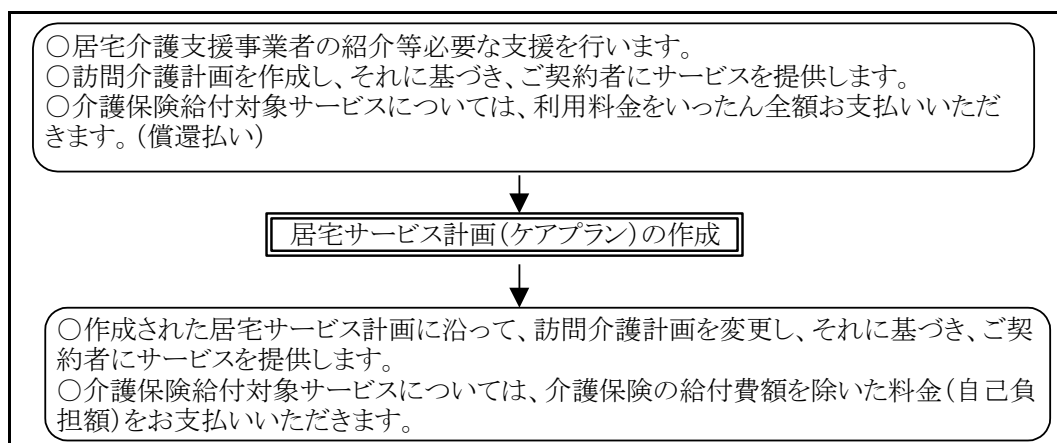 ○居宅介護支援事業者の紹介等必要な支援を行います。
○訪問介護計画を作成し、それに基づき、ご契約者にサービスを提供します。
○介護保険給付対象サービスについては、利用料金をいったん全額お支払いいただ
きます。(償還払い)
居宅サービス計画(ケアプラン)の作成
○作成された居宅サービス計画に沿って、訪問介護計画を変更し、それに基づき、ご契
約者にサービスを提供します。
○介護保険給付対象サービスについては、介護保険の給付費額を除いた料金(自己負
担額)をお支払いいただきます。